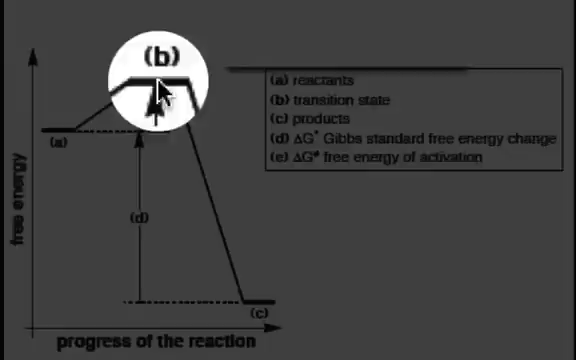 (b)
(a) reactants
(b) transition state
(c) products
(d) ΔG° Gibbs standard free energy change
(e) ΔG‡ free energy of activation
(a)
(d)
(c)
free energy
progress of the reaction